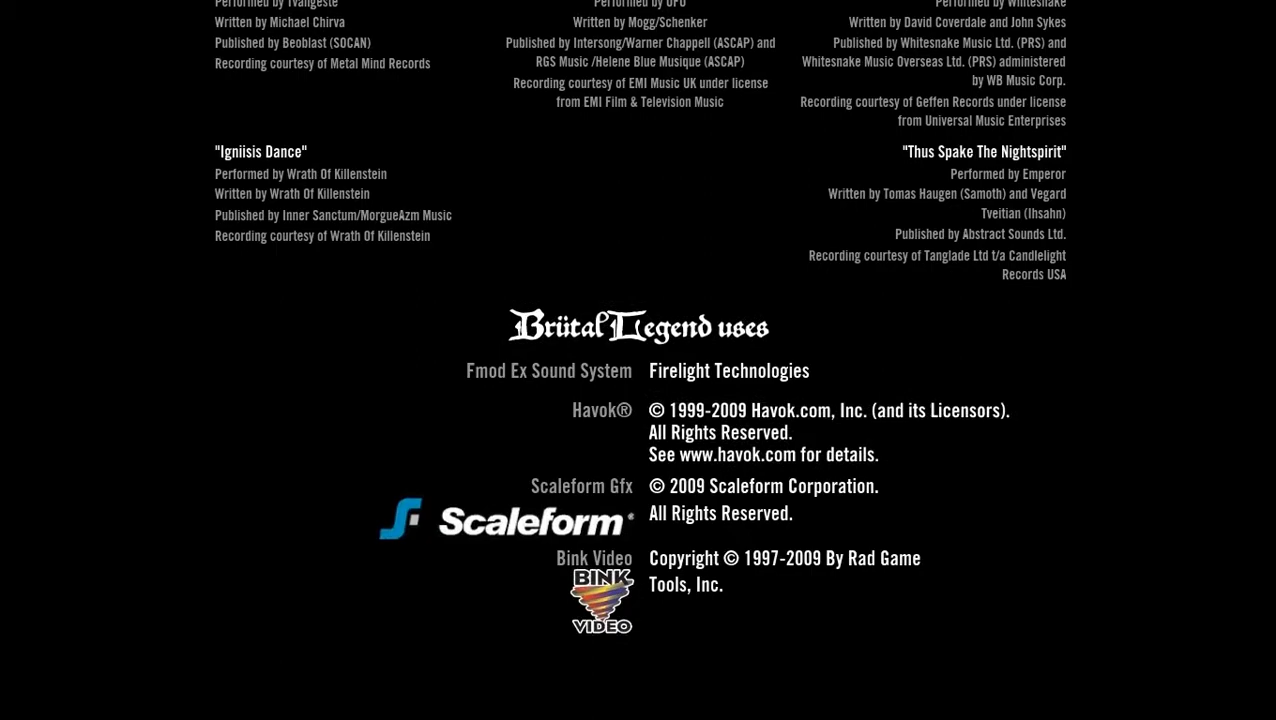 Performed by Tvangeste
Written by Michael Chirva
Published by Beoblast (SOCAN)
Recording courtesy of Metal Mind Records
Performed by UFO
Written by Mogg/Schenker
Published by Intersong/Warner Chappell (ASCAP) and
RGS Music /Helene Blue Musique (ASCAP)
Recording courtesy of EMI Music UK under license
from EMI Film & Television Music
Performed by Whitesnake
Written by David Coverdale and John Sykes
Published by Whitesnake Music Ltd. (PRS) and
Whitesnake Music Overseas Ltd. (PRS) administered
by WB Music Corp.
Recording courtesy of Geffen Records under license
from Universal Music Enterprises
"Igniisis Dance"
Performed by Wrath Of Killenstein
Written by Wrath Of Killenstein
Published by Inner Sanctum/MorgueAzm Music
Recording courtesy of Wrath Of Killenstein
"Thus Spake The Nightspirit"
Performed by Emperor
Written by Tomas Haugen (Samoth) and Vegard
Tveitian (Ihsahn)
Published by Abstract Sounds Ltd.
Recording courtesy of Tanglade Ltd t/a Candlelight
Records USA
Brütal Legend uses
Fmod Ex Sound System
Firelight Technologies
Havok®
© 1999-2009 Havok.com, Inc. (and its Licensors).
All Rights Reserved.
See www.havok.com for details.
Scaleform Gfx
© 2009 Scaleform Corporation.
Scaleform
All Rights Reserved.
Bink Video
Copyright © 1997-2009 By Rad Game
Tools, Inc.
BINK
VIDEO